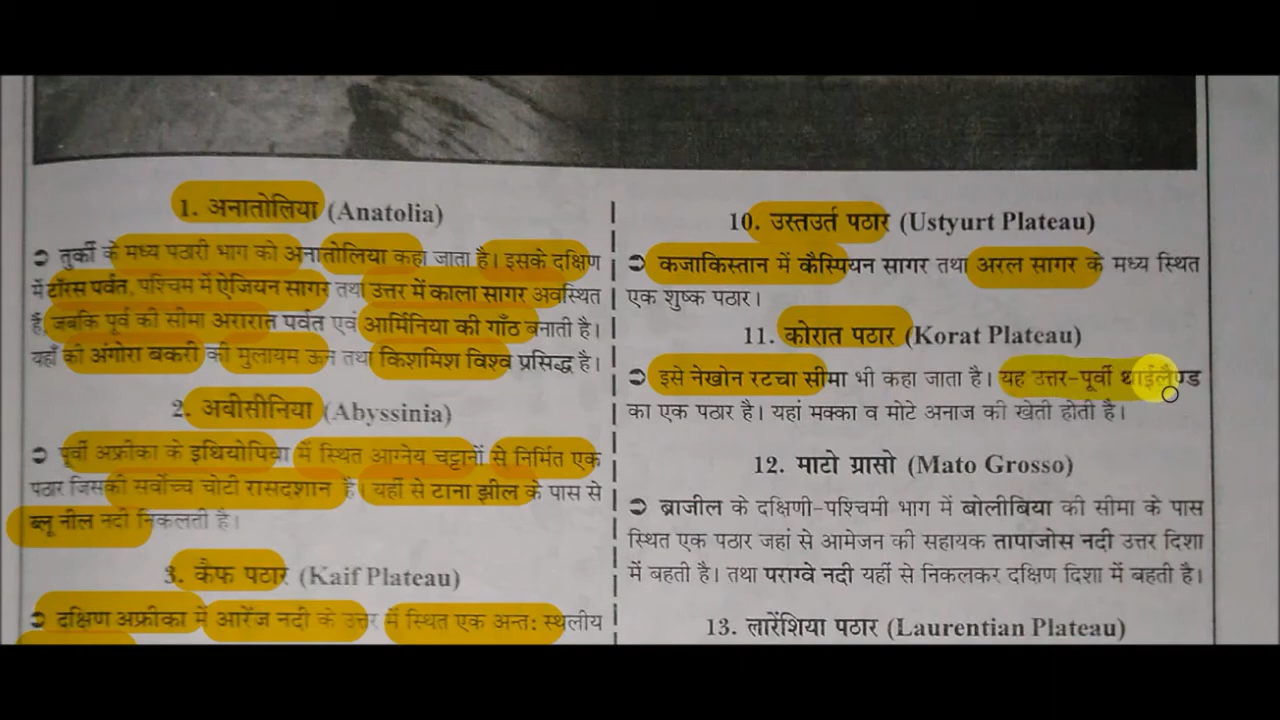 1. अनातोलिया (Anatolia)
➲ तुर्की के मध्य पठारी भाग को अनातोलिया कहा जाता है। इसके दक्षिण
में टॉरस पर्वत, पश्चिम में ऐजियन सागर तथा उत्तर में काला सागर अवस्थित
हैं, जबकि पूर्व की सीमा अरारात पर्वत एवं आर्मिनिया की गाँठ बनाती है।
यहाँ की अंगोरा बकरी की मुलायम ऊन तथा किशमिश विश्व प्रसिद्ध है।
2. अबीसीनिया (Abyssinia)
➲ पूर्वी अफ्रीका के इथियोपिया में स्थित आग्नेय चट्टानों से निर्मित एक
पठार जिसकी सर्वोच्च चोटी रासदशान है। यहीं से टाना झील के पास से
ब्लू नील नदी निकलती है।
3. कैफ पठार (Kaif Plateau)
➲ दक्षिण अफ्रीका में आरेंज नदी के उत्तर में स्थित एक अन्तः स्थलीय
10. उस्तउर्त पठार (Ustyurt Plateau)
➲ कजाकिस्तान में कैस्पियन सागर तथा अरल सागर के मध्य स्थित
एक शुष्क पठार।
11. कोरात पठार (Korat Plateau)
➲ इसे नेखोन रटचा सीमा भी कहा जाता है। यह उत्तर-पूर्वी थाईलैण्ड
का एक पठार है। यहां मक्का व मोटे अनाज की खेती होती है।
12. माटो ग्रासो (Mato Grosso)
➲ ब्राजील के दक्षिणी-पश्चिमी भाग में बोलीबिया की सीमा के पास
स्थित एक पठार जहां से आमेजन की सहायक तापाजोस नदी उत्तर दिशा
में बहती है। तथा पराग्वे नदी यहीं से निकलकर दक्षिण दिशा में बहती है।
13. लारेंशिया पठार (Laurentian Plateau)